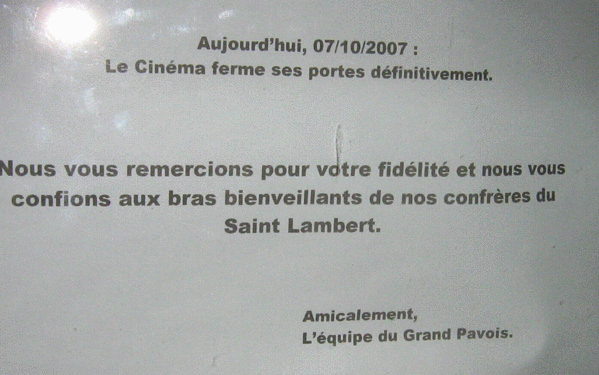 Aujourd'hui, 07/10/2007 :
Le Cinéma ferme ses portes définitivement.
Nous vous remercions pour votre fidélité et nous vous
confions aux bras bienveillants de nos confrères du
Saint Lambert.
Amicalement,
L'équipe du Grand Pavois.